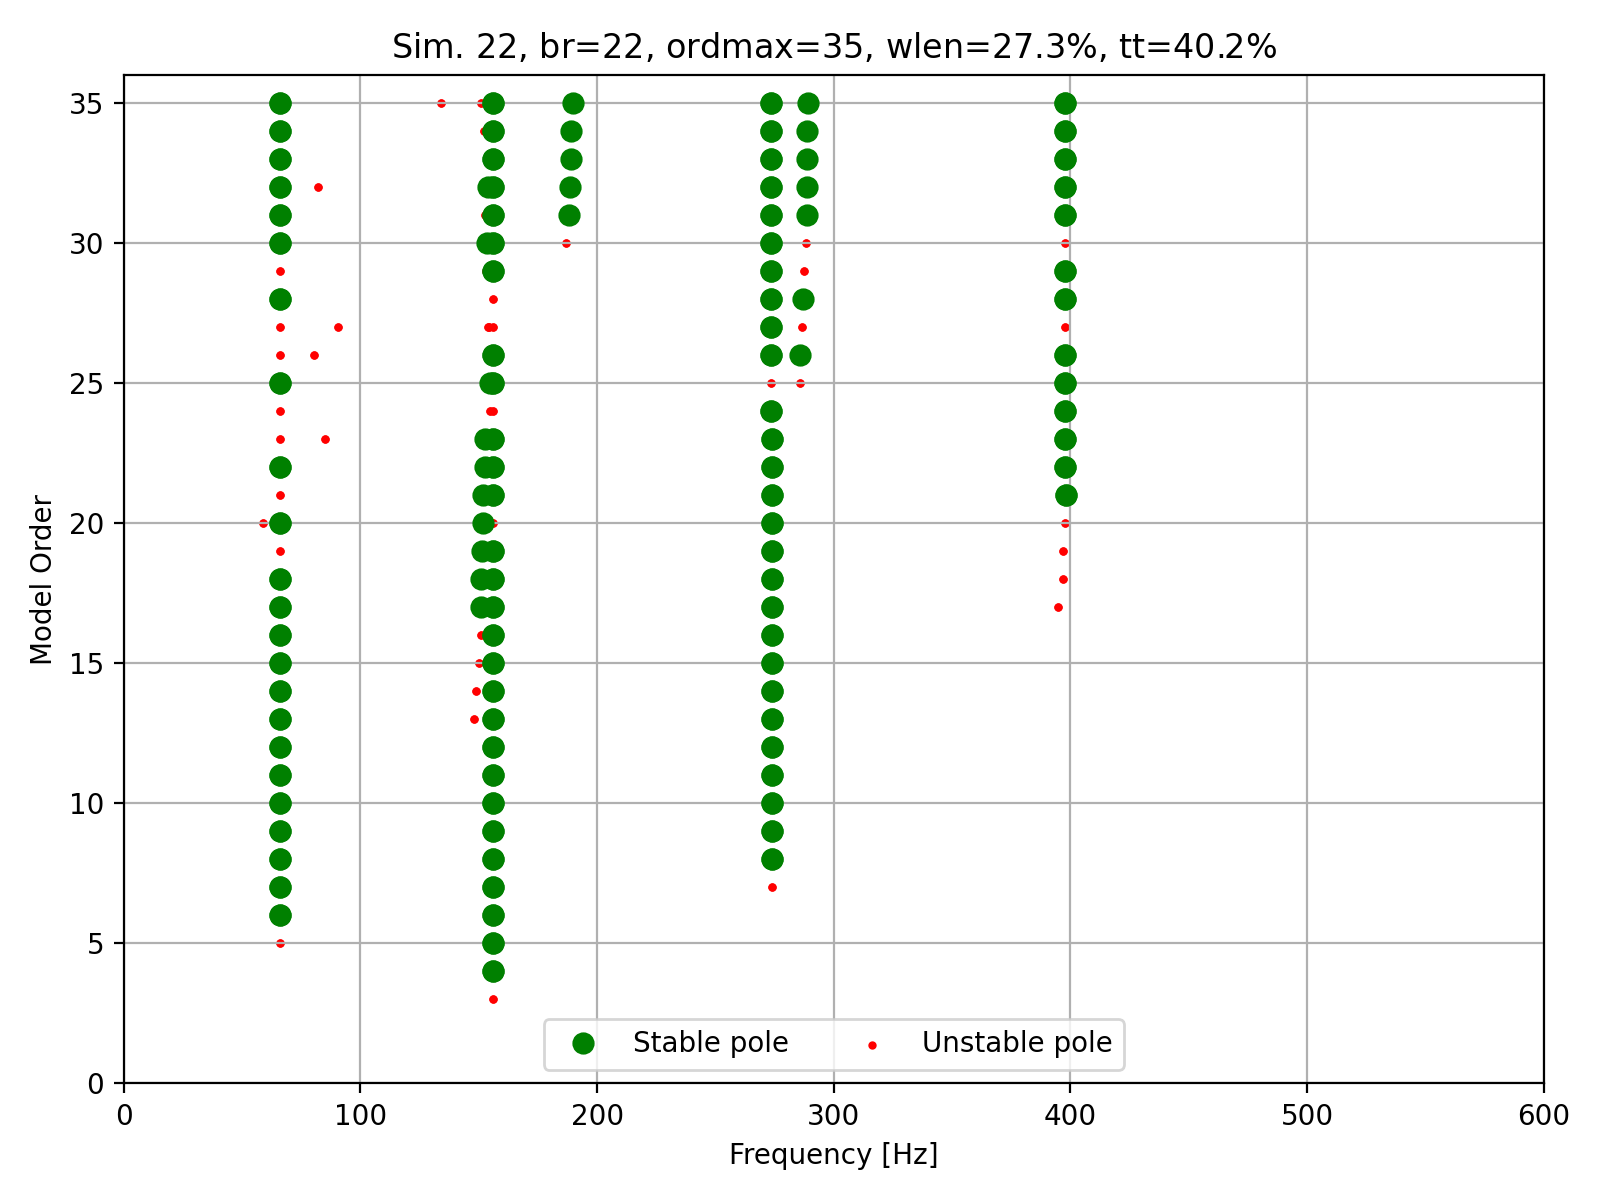 Sim. 22, br=22, ordmax=35, wlen=27.3%, tt=40.2%
35
30
25
20
15
10
5
0
Model Order
0 100 200 300 400 500 600
Frequency [Hz]
Stable pole Unstable pole